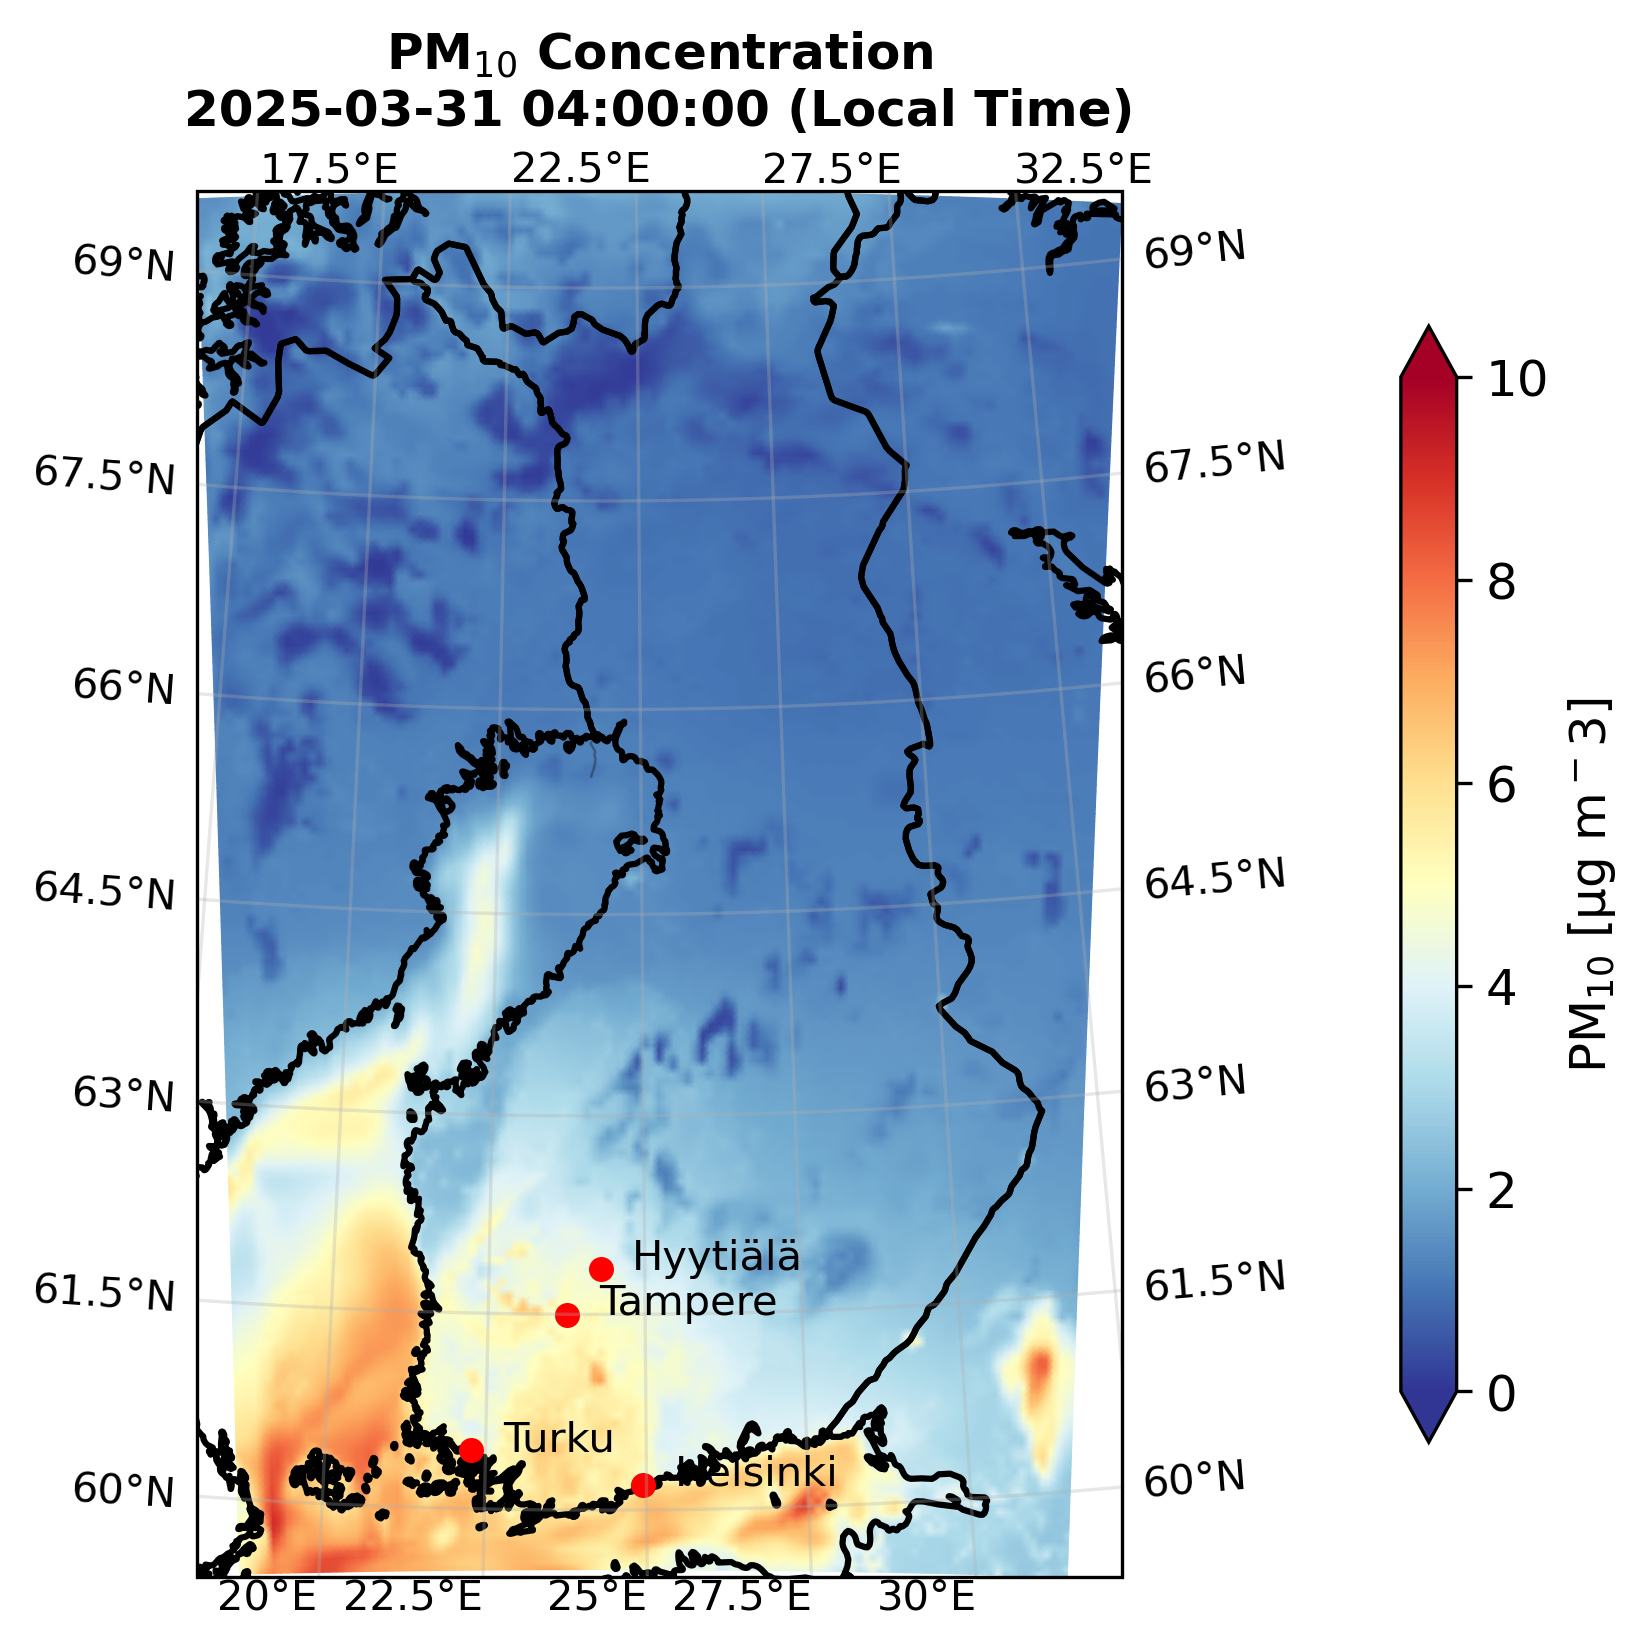 PM₁₀ Concentration
2025-03-31 04:00:00 (Local Time)
17.5°E 22.5°E 27.5°E 32.5°E
69°N 69°N
67.5°N 67.5°N
66°N 66°N
64.5°N 64.5°N
63°N 63°N
61.5°N 61.5°N
60°N 60°N
Hyytiälä
Tampere
Turku
Helsinki
20°E 22.5°E 25°E 27.5°E 30°E
10
8
6
4
2
0
PM₁₀ [µg m⁻ 3]